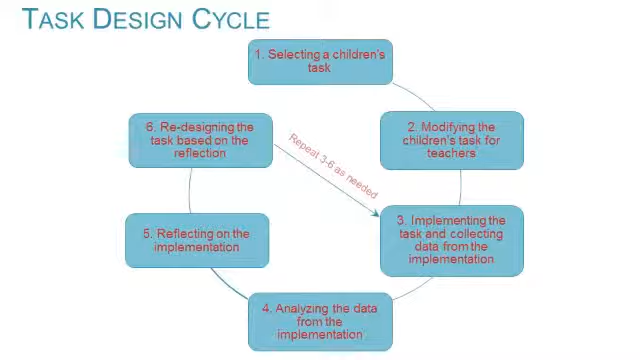 TASK DESIGN CYCLE
1. Selecting a children's
task
2. Modifying the
children's task for
teachers
3. Implementing the
task and collecting
data from the
implementation
4. Analyzing the data
from the
implementation
5. Reflecting on the
implementation
6. Re-designing the
task based on the
reflection
Repeat 3-6 as needed